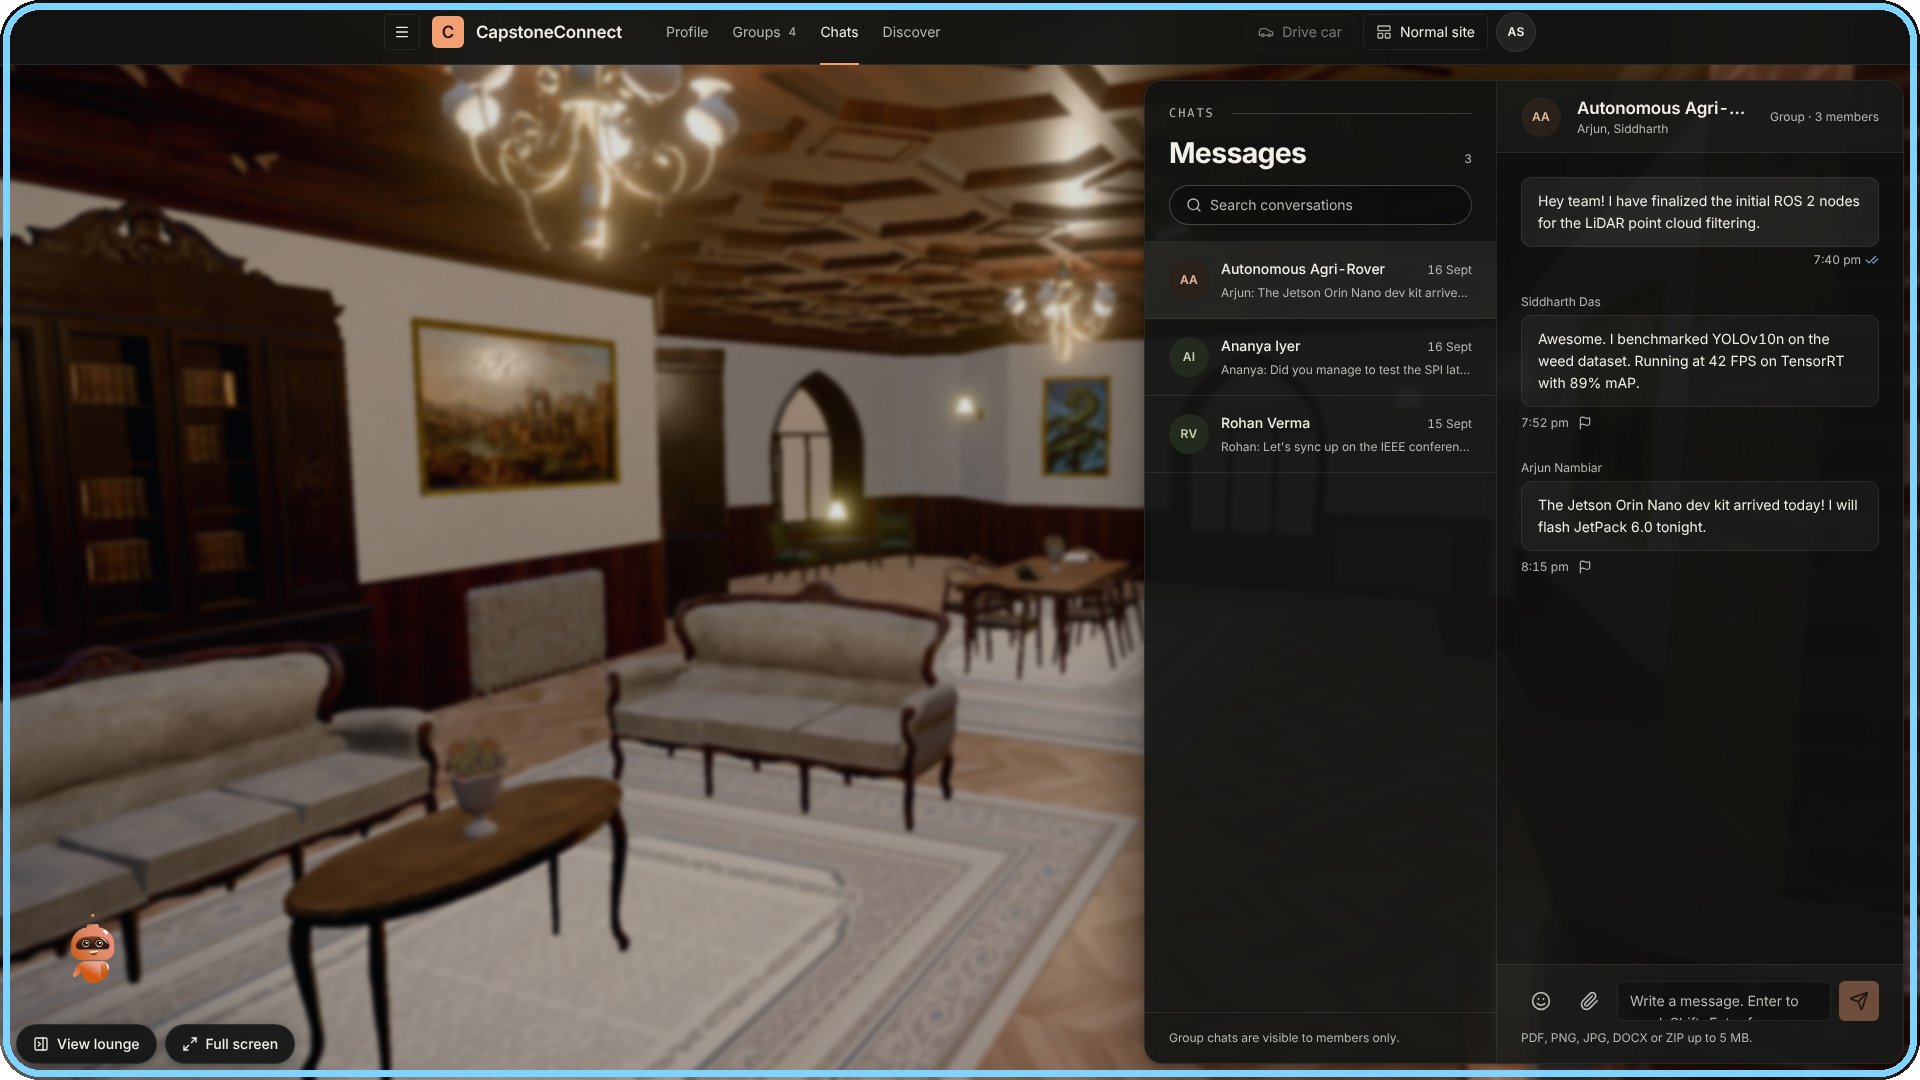 C CapstoneConnect Profile Groups 4 Chats Discover Drive car Normal site AS
CHATS
Messages 3
Search conversations
AA Autonomous Agri-Rover 16 Sept
Arjun: The Jetson Orin Nano dev kit arrive...
AI Ananya Iyer 16 Sept
Ananya: Did you manage to test the SPI lat...
RV Rohan Verma 15 Sept
Rohan: Let's sync up on the IEEE conferen...
Group chats are visible to members only.
AA Autonomous Agri-... Group · 3 members
Arjun, Siddharth
Hey team! I have finalized the initial ROS 2 nodes
for the LiDAR point cloud filtering.
7:40 pm
Siddharth Das
Awesome. I benchmarked YOLOv10n on the
weed dataset. Running at 42 FPS on TensorRT
with 89% mAP.
7:52 pm
Arjun Nambiar
The Jetson Orin Nano dev kit arrived today! I will
flash JetPack 6.0 tonight.
8:15 pm
Write a message. Enter to
PDF, PNG, JPG, DOCX or ZIP up to 5 MB.
View lounge Full screen